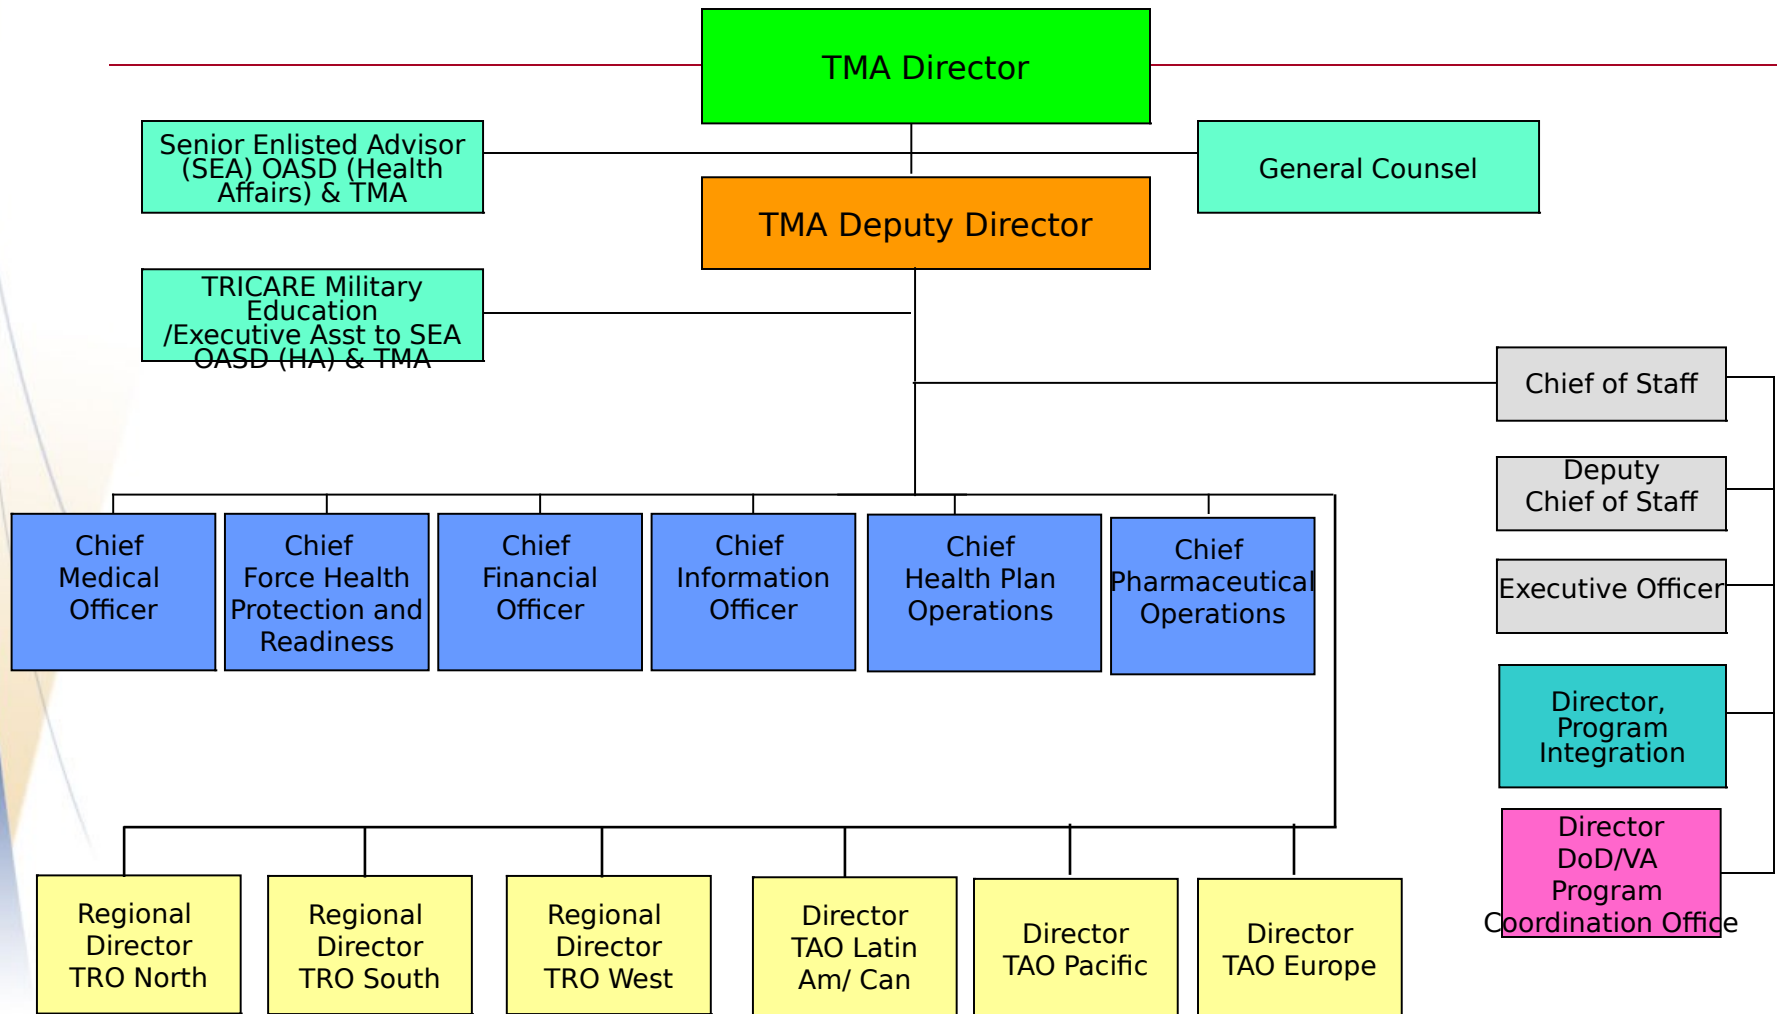 TMA Director
Senior Enlisted Advisor
(SEA) OASD (Health
Affairs) & TMA
General Counsel
TMA Deputy Director
TRICARE Military
Education
/Executive Asst to SEA
OASD (HA) & TMA
Chief of Staff
Deputy
Chief of Staff
Executive Officer
Director,
Program
Integration
Director
DoD/VA
Program
Coordination Office
Chief
Medical
Officer
Chief
Force Health
Protection and
Readiness
Chief
Financial
Officer
Chief
Information
Officer
Chief
Health Plan
Operations
Chief
Pharmaceutical
Operations
Regional
Director
TRO North
Regional
Director
TRO South
Regional
Director
TRO West
Director
TAO Latin
Am/ Can
Director
TAO Pacific
Director
TAO Europe